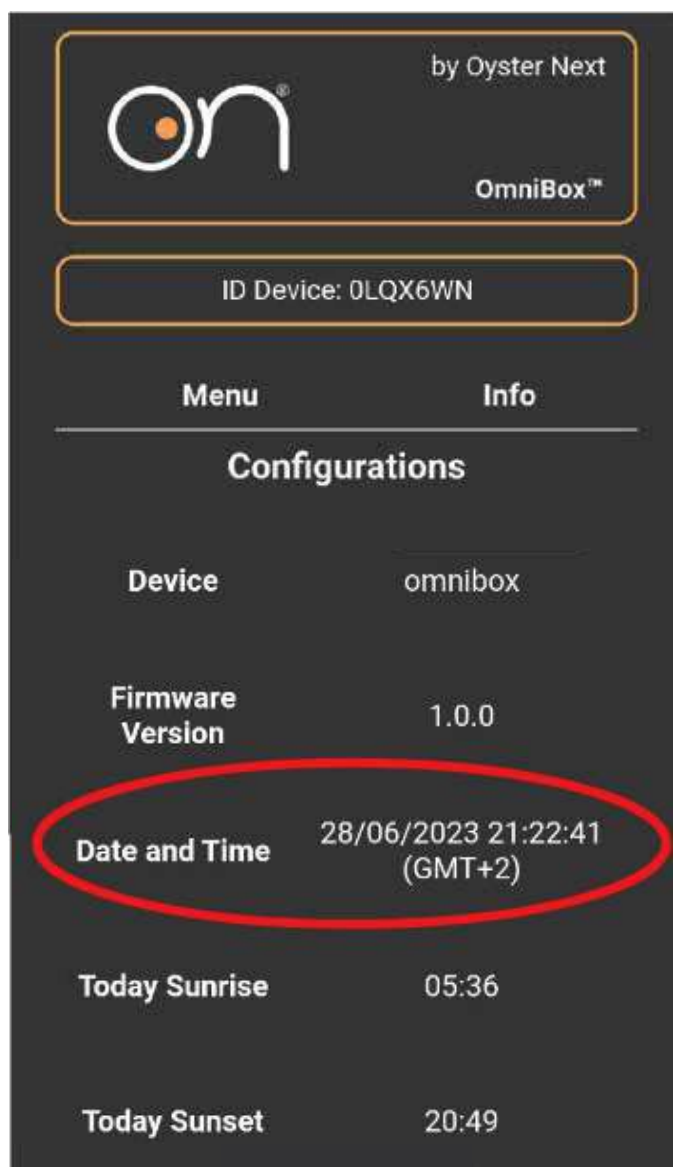 by Oyster Next
on®
OmniBox™
ID Device: 0LQX6WN
Menu Info
Configurations
Device omnibox
Firmware
Version 1.0.0
Date and Time 28/06/2023 21:22:41
(GMT+2)
Today Sunrise 05:36
Today Sunset 20:49